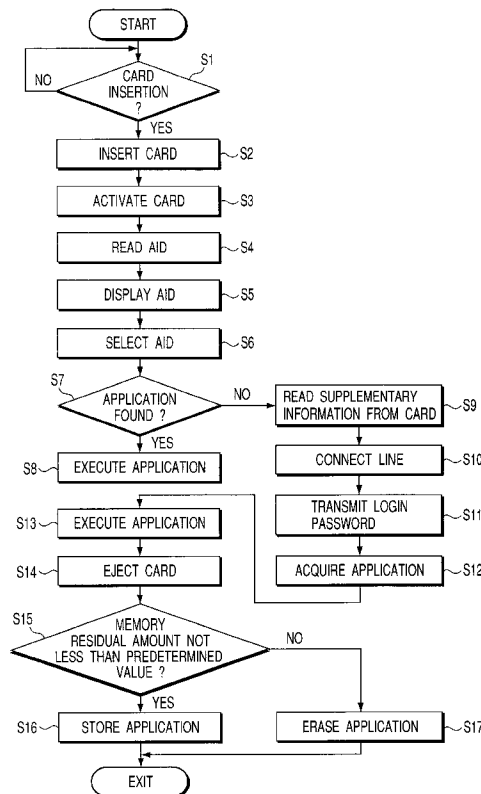 START
S1
CARD
INSERTION
?
NO
YES
INSERT CARD
S2
ACTIVATE CARD
S3
READ AID
S4
DISPLAY AID
S5
SELECT AID
S6
S7
APPLICATION
FOUND ?
NO
YES
READ SUPPLEMENTARY
INFORMATION FROM CARD
S9
S8
EXECUTE APPLICATION
CONNECT LINE
S10
S13
EXECUTE APPLICATION
TRANSMIT LOGIN
PASSWORD
S11
S14
EJECT CARD
ACQUIRE APPLICATION
S12
S15
MEMORY
RESIDUAL AMOUNT NOT
LESS THAN PREDETERMINED
VALUE ?
NO
YES
S16
STORE APPLICATION
ERASE APPLICATION
S17
EXIT